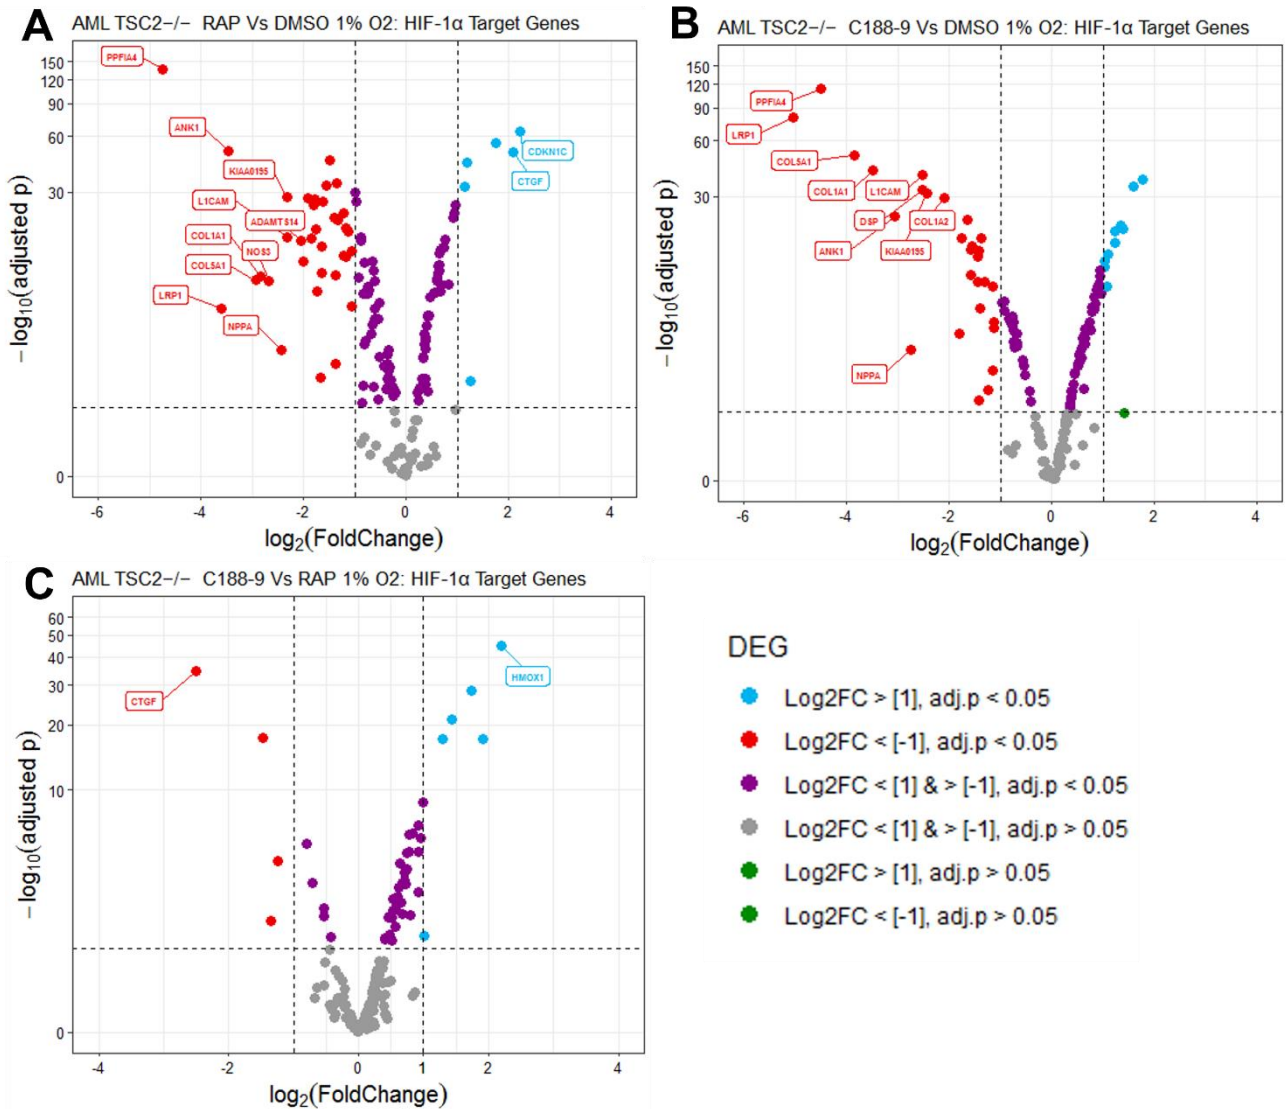 A
AML TSC2−/− RAP Vs DMSO 1% O2: HIF-1α Target Genes
− log10(adjusted p)
150
120
90
60
30
0
PPFIA4
ANK1
KIAA0195
L1CAM
ADAMTS14
COL1A1
NOS3
COL5A1
LRP1
NPPA
CDKN1C
CTGF
-6
-4
-2
0
2
4
log2(FoldChange)
B
AML TSC2−/− C188-9 Vs DMSO 1% O2: HIF-1α Target Genes
− log10(adjusted p)
150
120
90
60
30
0
PPFIA4
LRP1
COL5A1
COL1A1
L1CAM
DSP
COL1A2
ANK1
KIAA0195
NPPA
-6
-4
-2
0
2
4
log2(FoldChange)
C
AML TSC2−/− C188-9 Vs RAP 1% O2: HIF-1α Target Genes
− log10(adjusted p)
60
50
40
30
20
10
0
CTGF
HMOX1
-4
-2
0
1
2
4
log2(FoldChange)
DEG
Log2FC > [1], adj.p < 0.05
Log2FC < [-1], adj.p < 0.05
Log2FC < [1] & > [-1], adj.p < 0.05
Log2FC < [1] & > [-1], adj.p > 0.05
Log2FC > [1], adj.p > 0.05
Log2FC < [-1], adj.p > 0.05